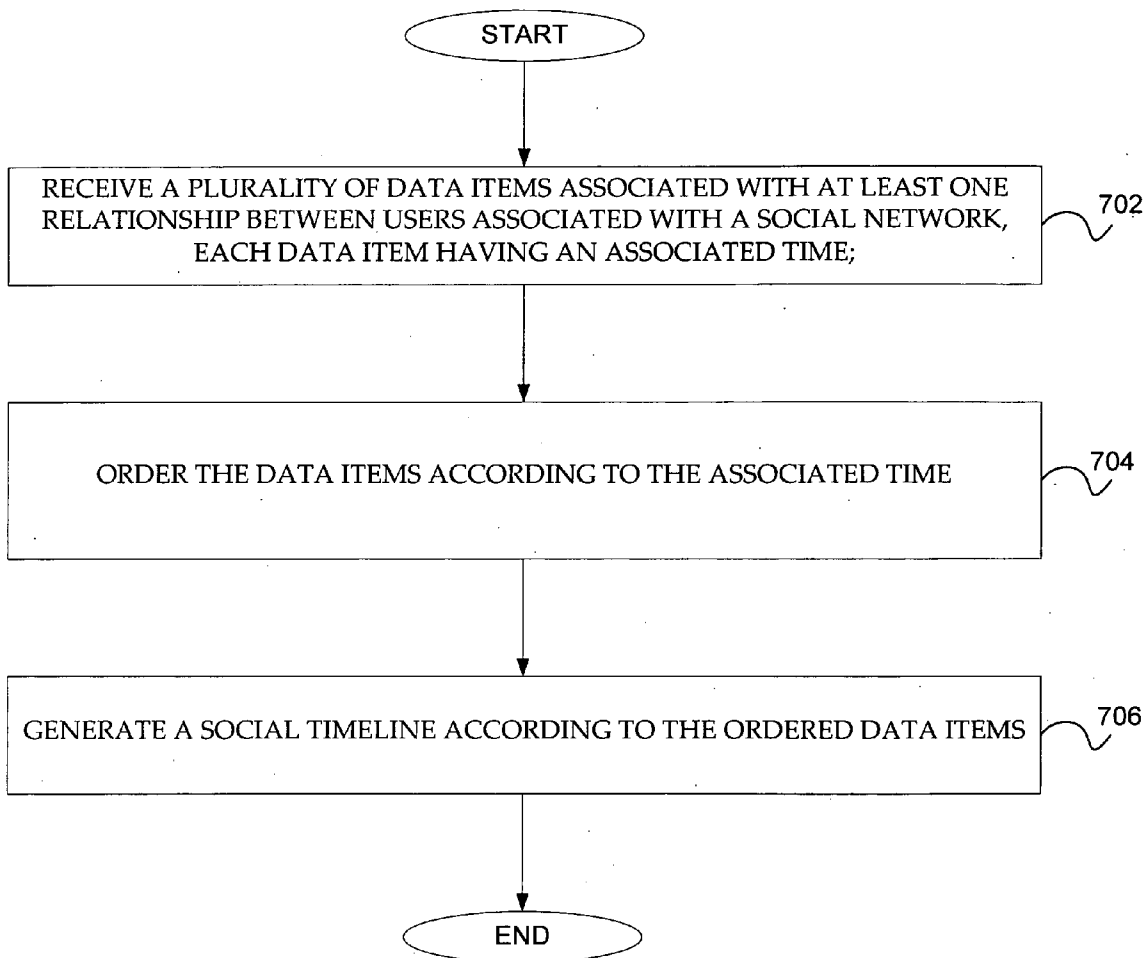 START
RECEIVE A PLURALITY OF DATA ITEMS ASSOCIATED WITH AT LEAST ONE
RELATIONSHIP BETWEEN USERS ASSOCIATED WITH A SOCIAL NETWORK,
EACH DATA ITEM HAVING AN ASSOCIATED TIME;
702
ORDER THE DATA ITEMS ACCORDING TO THE ASSOCIATED TIME
704
GENERATE A SOCIAL TIMELINE ACCORDING TO THE ORDERED DATA ITEMS
706
END